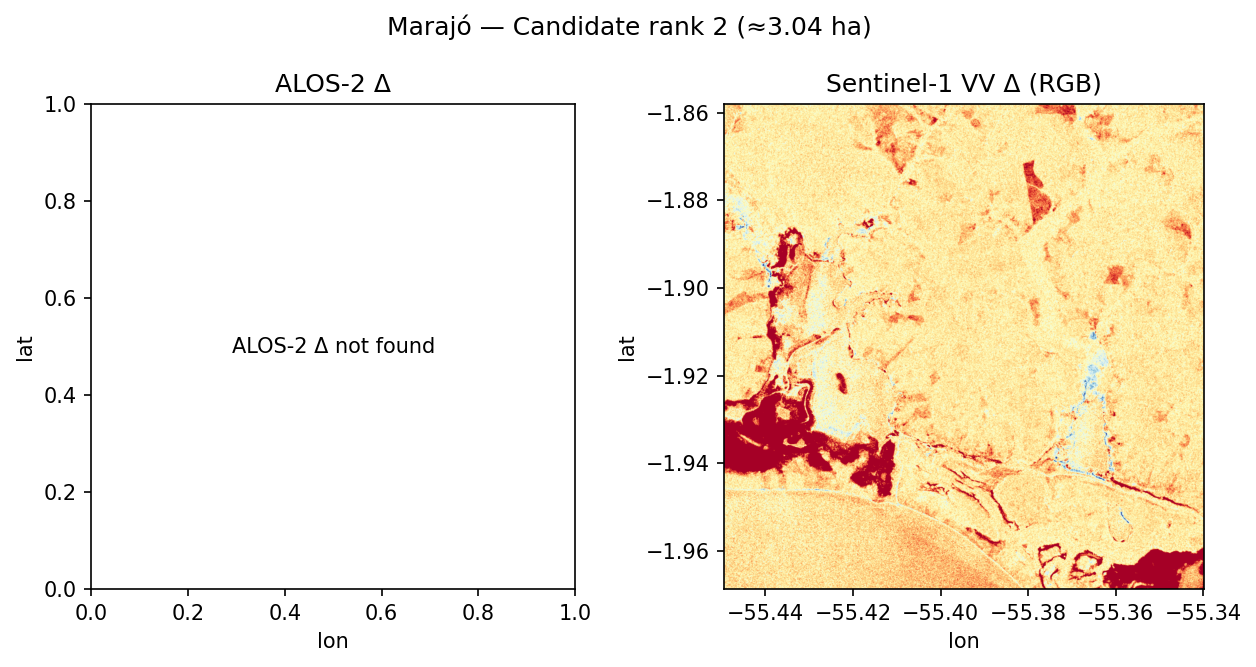 Marajó — Candidate rank 2 (≈3.04 ha)
ALOS-2 Δ
1.0
0.8
0.6
0.4
0.2
0.0
lat
ALOS-2 Δ not found
0.0 0.2 0.4 0.6 0.8 1.0
lon
Sentinel-1 VV Δ (RGB)
−1.86
−1.88
−1.90
−1.92
−1.94
−1.96
lat
−55.44 −55.42 −55.40 −55.38 −55.36 −55.34
lon